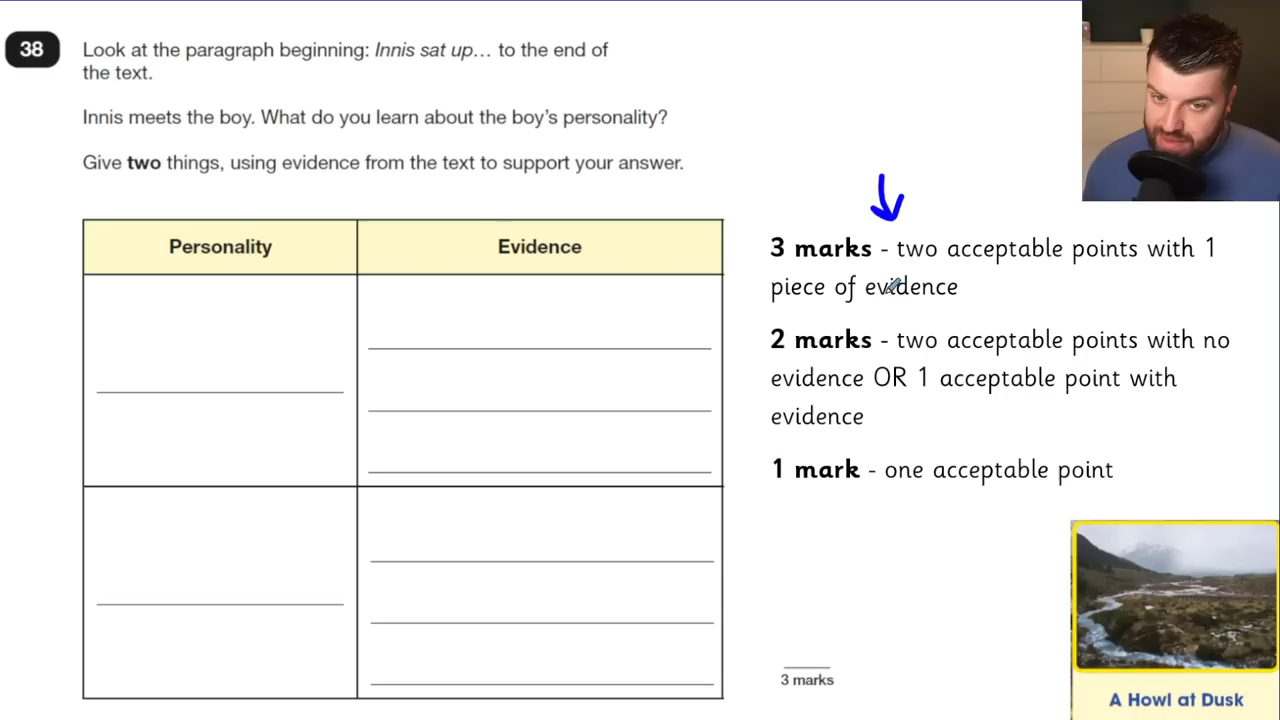 38
Look at the paragraph beginning: Innis sat up… to the end of
the text.
Innis meets the boy. What do you learn about the boy's personality?
Give two things, using evidence from the text to support your answer.
Personality
Evidence
3 marks - two acceptable points with 1
piece of evidence
2 marks - two acceptable points with no
evidence OR 1 acceptable point with
evidence
1 mark - one acceptable point
3 marks
A Howl at Dusk